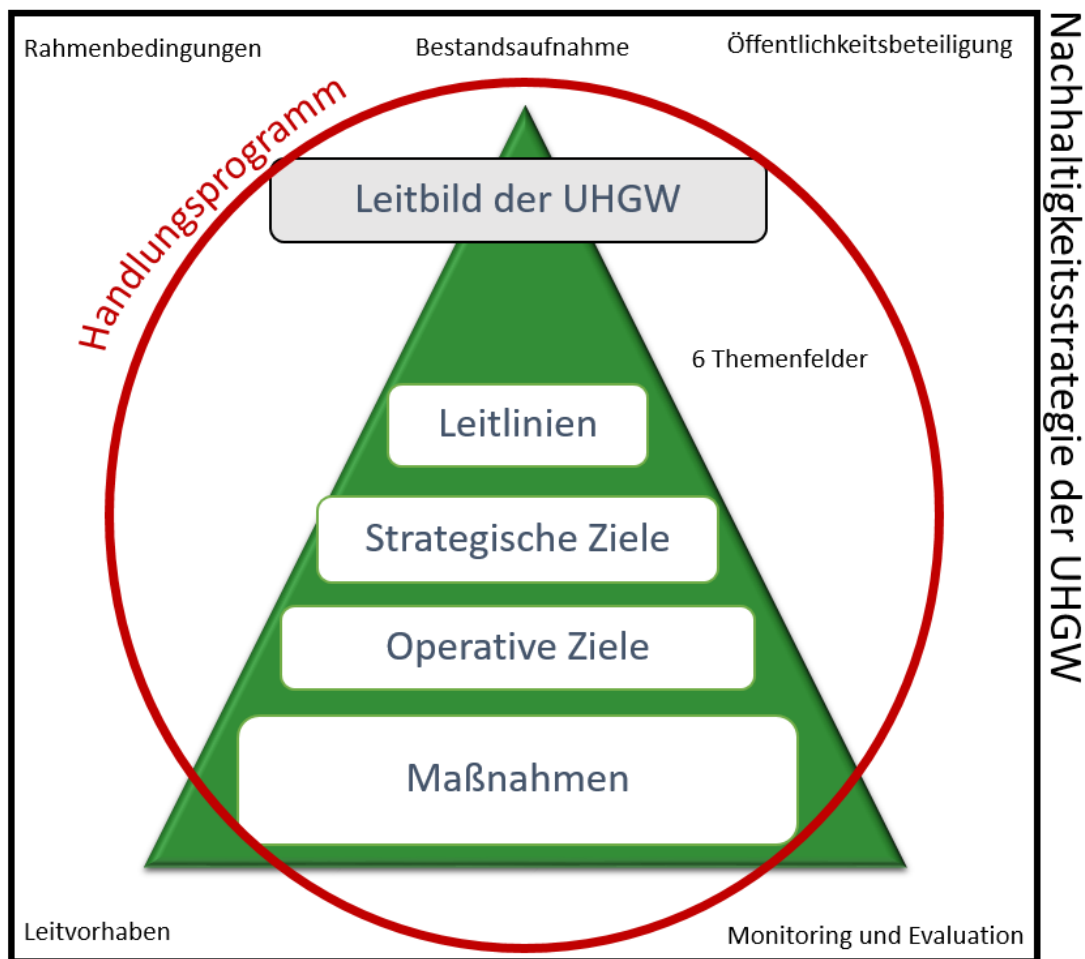 Rahmenbedingungen
Bestandsaufnahme
Öffentlichkeitsbeteiligung
Handlungsprogramm
Leitbild der UHGW
6 Themenfelder
Leitlinien
Strategische Ziele
Operative Ziele
Maßnahmen
Leitvorhaben
Monitoring und Evaluation
Nachhaltigkeitsstrategie der UHGW